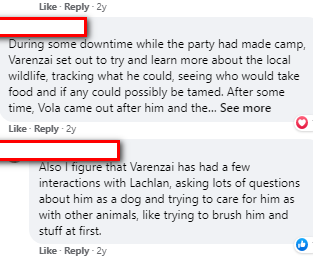 Like · Reply · 2y
During some downtime while the party had made camp,
Varenzai set out to try and learn more about the local
wildlife, tracking what he could, seeing who would take
food and if any could possibly be tamed. After some
time, Vola came out after him and the... See more
Like · Reply · 2y
Also I figure that Varenzai has had a few
interactions with Lachlan, asking lots of questions
about him as a dog and trying to care for him as
with other animals, like trying to brush him and
stuff at first.
Like · Reply · 2y